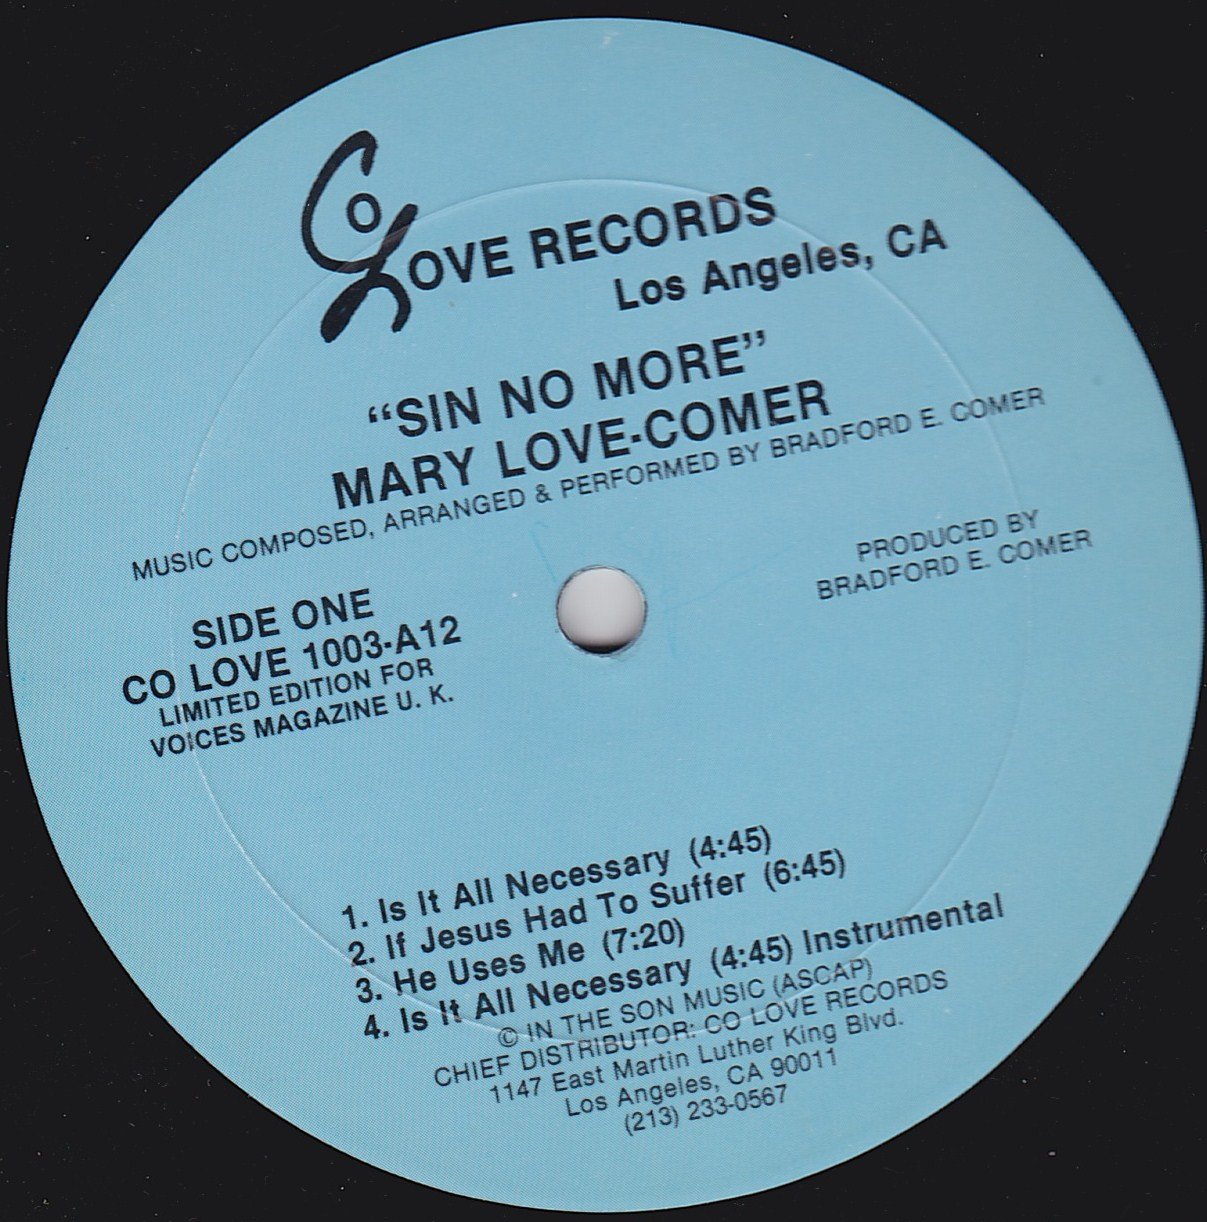 Co Love RECORDS
Los Angeles, CA
“SIN NO MORE”
MARY LOVE-COMER
MUSIC COMPOSED, ARRANGED & PERFORMED BY BRADFORD E. COMER
PRODUCED BY
BRADFORD E. COMER
SIDE ONE
CO LOVE 1003-A12
LIMITED EDITION FOR
VOICES MAGAZINE U. K.
1. Is It All Necessary (4:45)
2. If Jesus Had To Suffer (6:45)
3. He Uses Me (7:20)
4. Is It All Necessary (4:45) Instrumental
© IN THE SON MUSIC (ASCAP)
CHIEF DISTRIBUTOR: CO LOVE RECORDS
1147 East Martin Luther King Blvd.
Los Angeles, CA 90011
(213) 233-0567